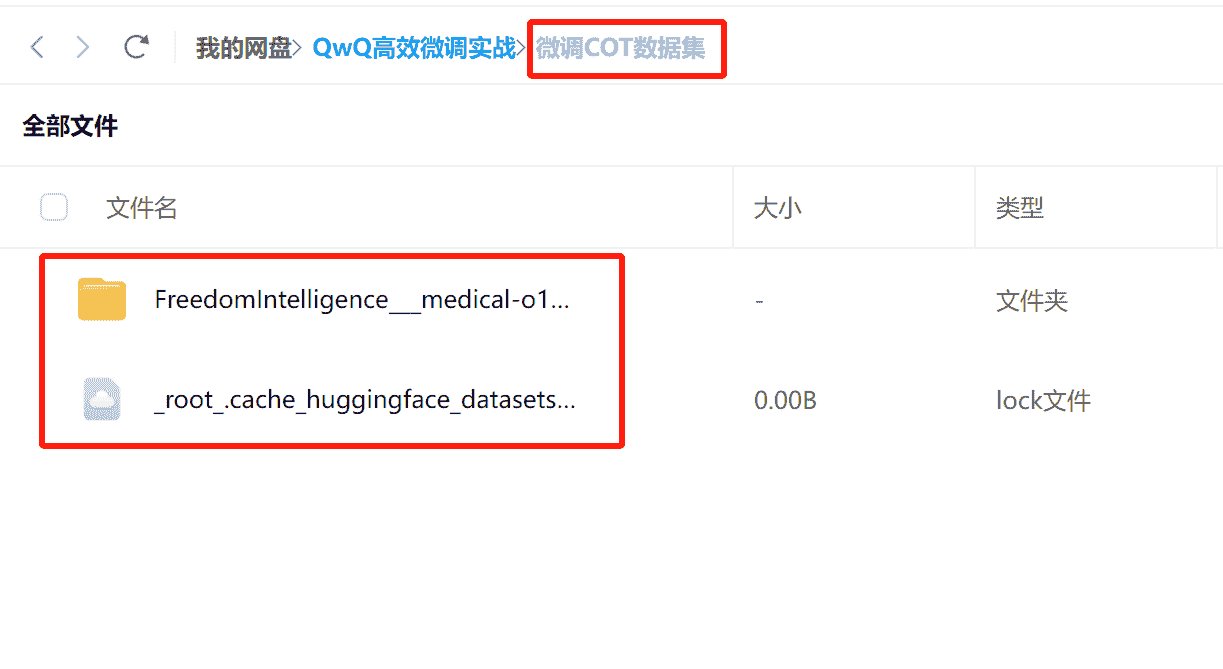 我的网盘> QwQ高效微调实战> 微调COT数据集
全部文件
文件名 大小 类型
FreedomIntelligence___medical-o1... - 文件夹
_root_.cache_huggingface_datasets... 0.00B lock文件